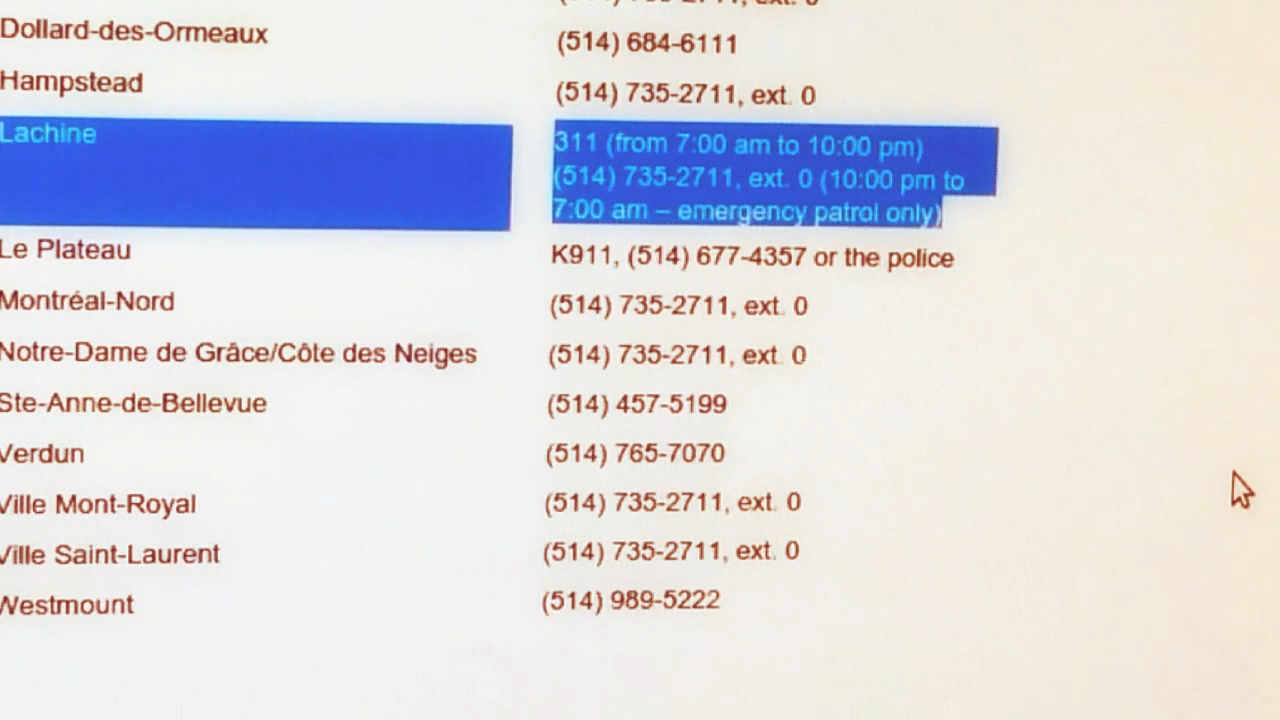 Dollard-des-Ormeaux (514) 684-6111
Hampstead (514) 735-2711, ext. 0
Lachine 311 (from 7:00 am to 10:00 pm)
(514) 735-2711, ext. 0 (10:00 pm to
7:00 am – emergency patrol only)
Le Plateau K911, (514) 677-4357 or the police
Montréal-Nord (514) 735-2711, ext. 0
Notre-Dame de Grâce/Côte des Neiges (514) 735-2711, ext. 0
Ste-Anne-de-Bellevue (514) 457-5199
Verdun (514) 765-7070
Ville Mont-Royal (514) 735-2711, ext. 0
Ville Saint-Laurent (514) 735-2711, ext. 0
Westmount (514) 989-5222